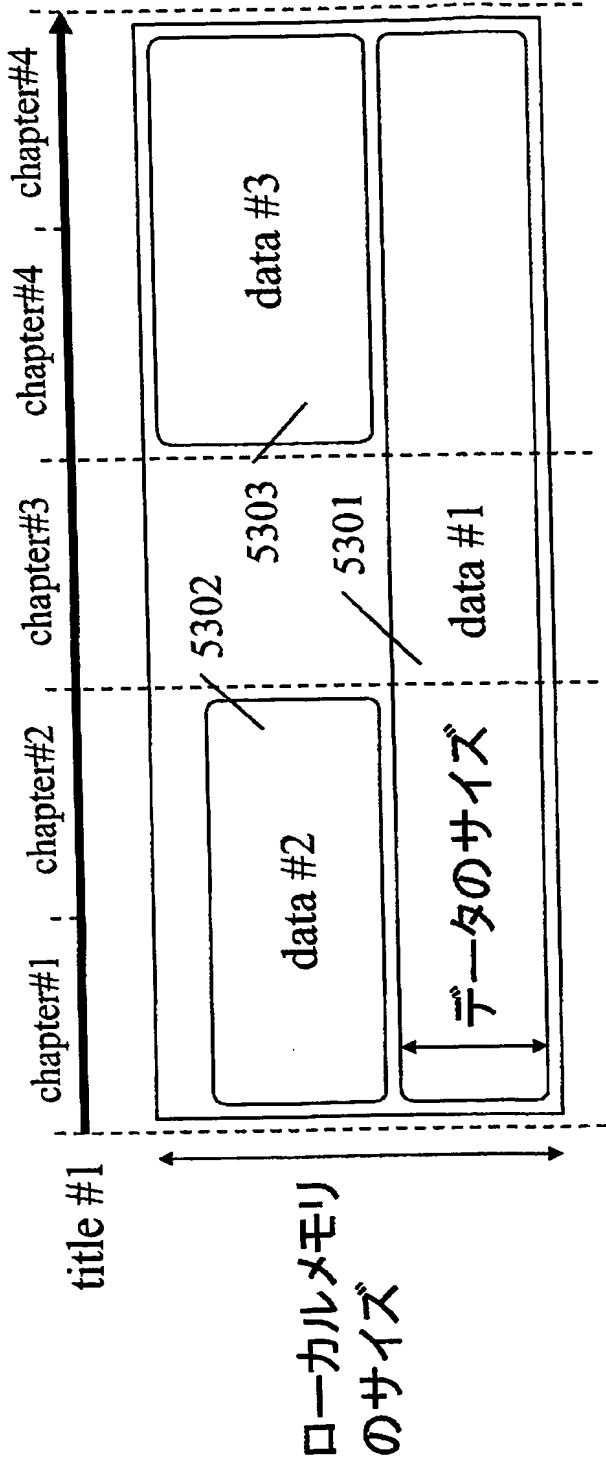 title #1
chapter#1
chapter#2
chapter#3
chapter#4
chapter#4
ローカルメモリ
のサイズ
data #2
5302
5303
data #3
5301
データのサイズ
data #1